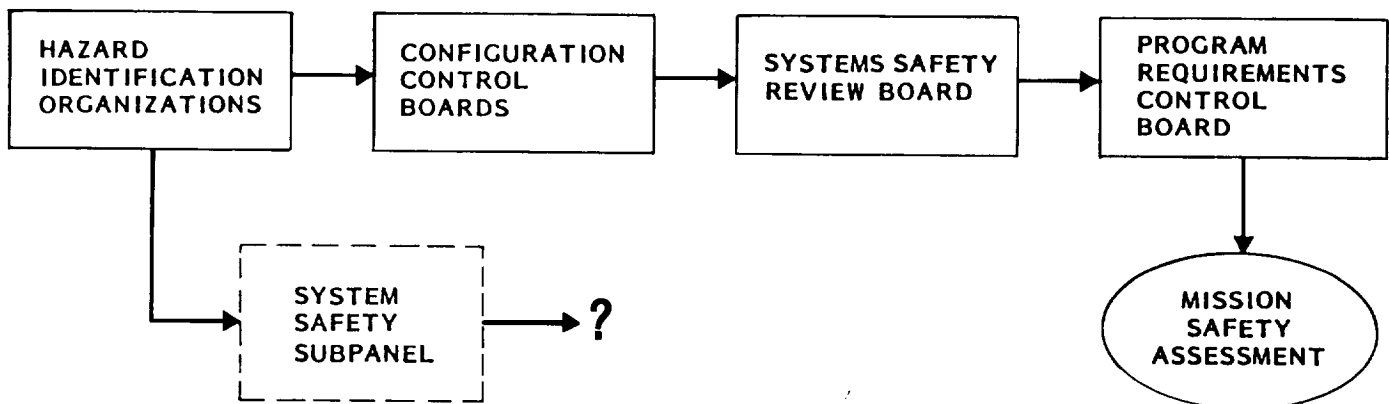 HAZARD
IDENTIFICATION
ORGANIZATIONS
CONFIGURATION
CONTROL
BOARDS
SYSTEMS SAFETY
REVIEW BOARD
PROGRAM
REQUIREMENTS
CONTROL
BOARD
SYSTEM
SAFETY
SUBPANEL
?
MISSION
SAFETY
ASSESSMENT